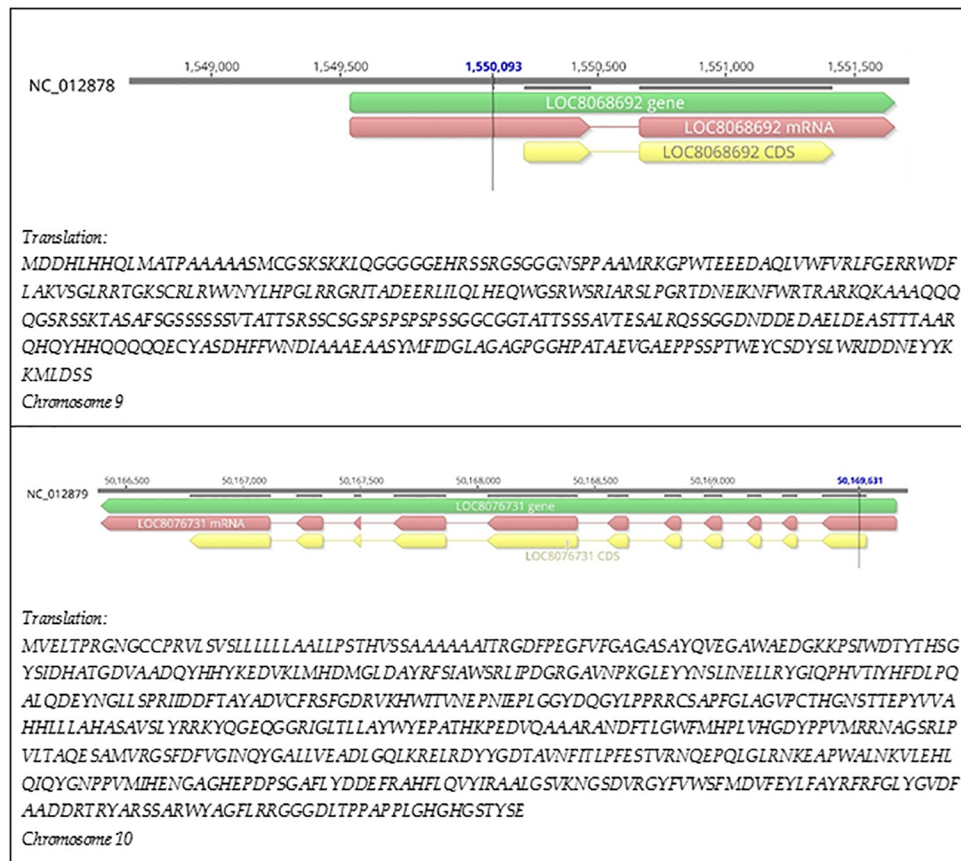 1,549,000 1,549,500 1,550,093 1,550,500 1,551,000 1,551,500
NC_012878
LOC8068692 gene
LOC8068692 mRNA
LOC8068692 CDS
Translation:
MDDHLHHQLMATPAAAAAASMCGSKSKKLQGGGGGEHRSSRGSGGGNSPPAAMRKGPWTEEEDAQLVWFVRLFGERRWDF
LAKVSGLRRTGKSCRLRWVNYLHPGLRRGRITADEERLILQLHEQWGSRWSRIARSLPGRTDNEIKNFWRTRARKQKAAAQQQ
QGSRSSKTASAFSGSSSSSSVTATTSRSSCSGSPSPSPSPSSGGCGGTATTSSSAVTESALRQSSGGDNDDEDAELDEASTTTAAR
QHQYHHQQQQQECYASDHFFWNDIAAAEAASYMFIDGLAGAGPGGHPATAEVGAEPPSSPTWEYCSDYSLWRIDDNEYYK
KMLDSS
Chromosome 9
50,166,500 50,167,000 50,167,500 50,168,000 50,168,500 50,169,000 50,169,631
NC_012879
LOC8076731 gene
LOC8076731 mRNA
LOC8076731 CDS
Translation:
MVELTPRGNGCCPRVLSVSLLLLLLAALLPSTHVSSAAAAAAITRGDFPEGFVFGAGASAYQVEGAWAEDGKKPSIWDTYTHSG
YSIDHATGDVAADQYHHYKEDVKLMHDMGLDAYRFSIAWSRLIPDGRGAVNPKGLEYYNSLINELLRYGIQPHVTIYHFDLPQ
ALQDEYNGLLSPRIIDDFTAYADVCFRSFGDRVKHWITVNEPNIEPLGGYDQGYLPPRRCSAPFGLAGVPCTHGNSTTEPYVVA
HHLLLAHASAVSLYRRKYQGEQGGRIGLTLLAYWYEPATHKPEDVQAAARANDFTLGWFMHPLVHGDYPPVMRRNAGSRLP
VLTAQESAMVRGSFDFVGINQYGALLVEADLGQLKRELRDYYGDTAVNFITLPFESTVRNQEPQLGLRNKEAPWALNKVLEHL
QIQYGNPPVMIHENGAGHEPDPSGAFLYDDEFRAHFLQVYIRAALGSVKNGSDVRGYFVWSFMDVFEYLFAYRFRFGLYGVDF
AADDRTRYARSSARWYAGFLRRGGGDLTPPAPPLGHGHGSTYSE
Chromosome 10